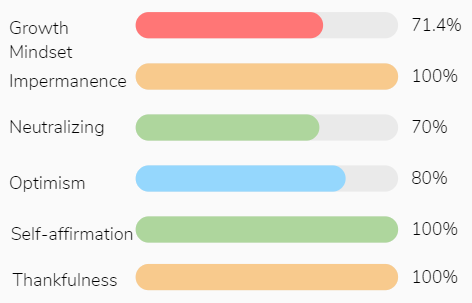 Growth
Mindset 71.4%
Impermanence 100%
Neutralizing 70%
Optimism 80%
Self-affirmation 100%
Thankfulness 100%